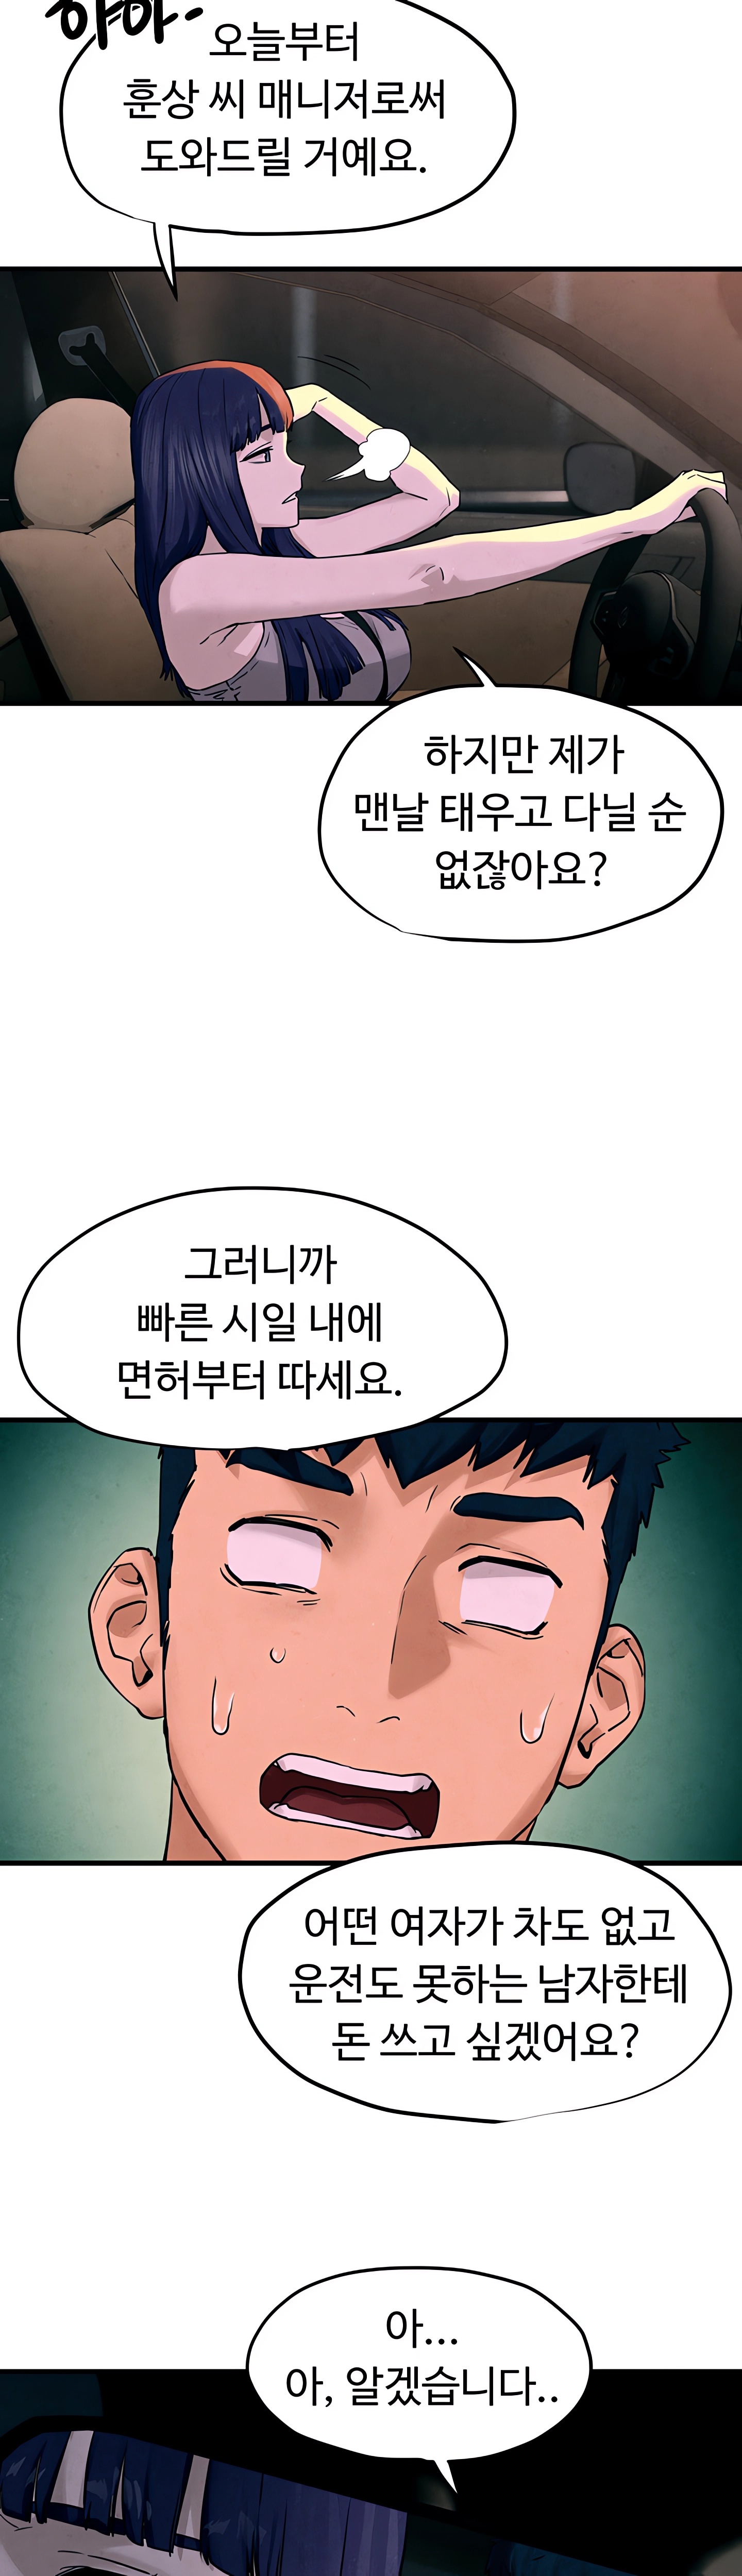 하아-
오늘부터
훈상 씨 매니저로써
도와드릴 거예요.
하지만 제가
맨날 태우고 다닐 순
없잖아요?
그러니까
빠른 시일 내에
면허부터 따세요.
어떤 여자가 차도 없고
운전도 못하는 남자한테
돈 쓰고 싶겠어요?
아...
아, 알겠습니다..